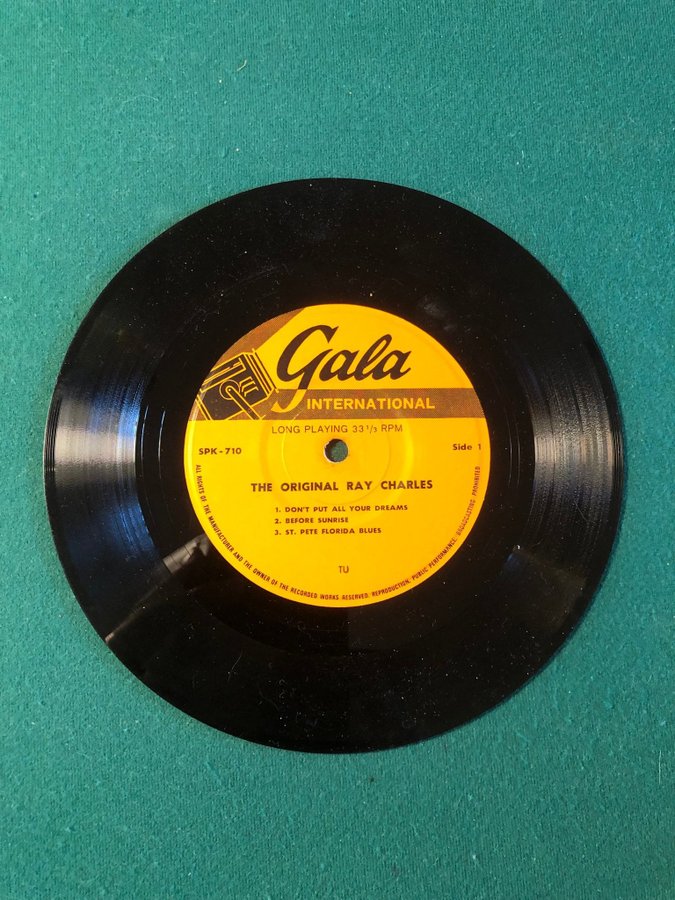 Gala
INTERNATIONAL
LONG PLAYING 33 1/3 RPM
SPK-710
Side 1
THE ORIGINAL RAY CHARLES
1. DON'T PUT ALL YOUR DREAMS
2. BEFORE SUNRISE
3. ST. PETE FLORIDA BLUES
TU
ALL RIGHTS OF THE MANUFACTURER AND THE OWNER OF THE RECORDED WORKS RESERVED. REPRODUCTION, PUBLIC PERFORMANCE, BROADCASTING PROHIBITED